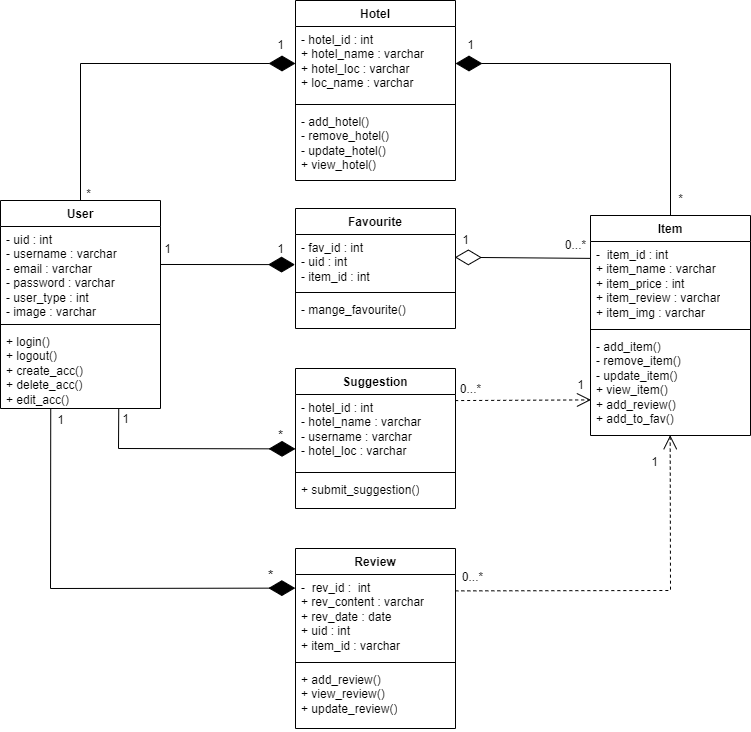 Hotel
- hotel_id : int
+ hotel_name : varchar
+ hotel_loc : varchar
+ loc_name : varchar
- add_hotel()
- remove_hotel()
- update_hotel()
+ view_hotel()
1
1
*
*
User
- uid : int
- username : varchar
- email : varchar
- password : varchar
- user_type : int
- image : varchar
+ login()
+ logout()
+ create_acc()
+ delete_acc()
+ edit_acc()
1
1
Favourite
- fav_id : int
- uid : int
- item_id : int
- mange_favourite()
1
0...*
Item
- item_id : int
+ item_name : varchar
+ item_price : int
+ item_review : varchar
+ item_img : varchar
- add_item()
- remove_item()
- update_item()
+ view_item()
+ add_review()
+ add_to_fav()
Suggestion
- hotel_id : int
- hotel_name : varchar
- username : varchar
- hotel_loc : varchar
+ submit_suggestion()
0...*
1
1
1
*
1
Review
- rev_id : int
+ rev_content : varchar
+ rev_date : date
+ uid : int
+ item_id : varchar
+ add_review()
+ view_review()
+ update_review()
*
0...*